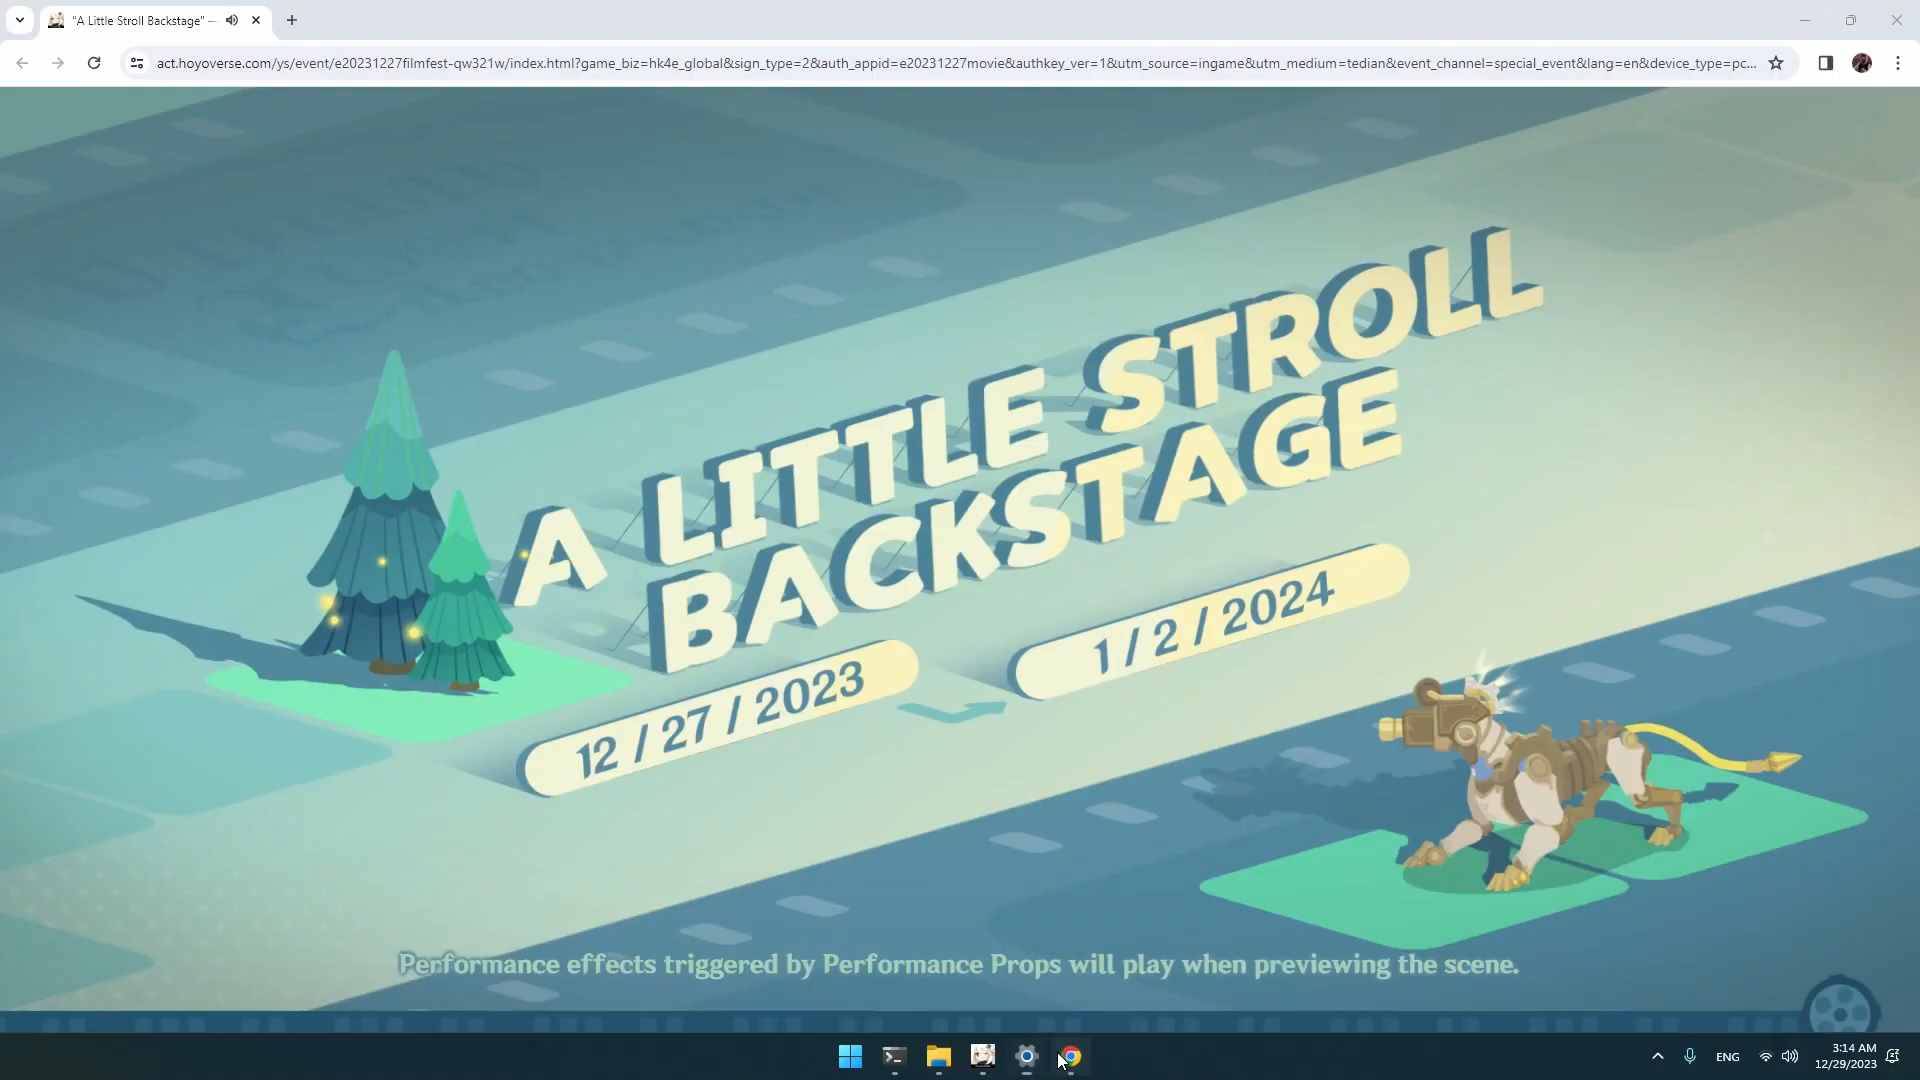 "A Little Stroll Backstage" —
act.hoyoverse.com/ys/event/e20231227filmfest-qw321w/index.html?game_biz=hk4e_global&sign_type=2&auth_appid=e20231227movie&authkey_ver=1&utm_source=ingame&utm_medium=tedian&event_channel=special_event&lang=en&device_type=pc...
A LITTLE STROLL
BACKSTAGE
12 / 27 / 2023
1 / 2 / 2024
Performance effects triggered by Performance Props will play when previewing the scene.
ENG
3:14 AM
12/29/2023